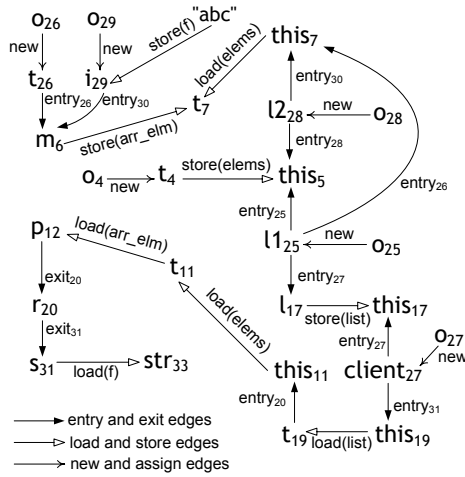 o26 o29 "abc"
new new store(f) this7
t26 i29 load(elems)
entry26 entry30 t7 entry30
m6 store(arr_elm) l228 new o28
entry28
o4 new t4 store(elems) this5
entry26
entry25
p12 load(arr_elm) l125 new o25
exit20 t11 entry27
r20 l17 store(list) this17
exit31 load(elems) entry27 o27
s31 load(f) str33 new
this11 client27
entry20 entry31
entry and exit edges
load and store edges t19 load(list) this19
new and assign edges